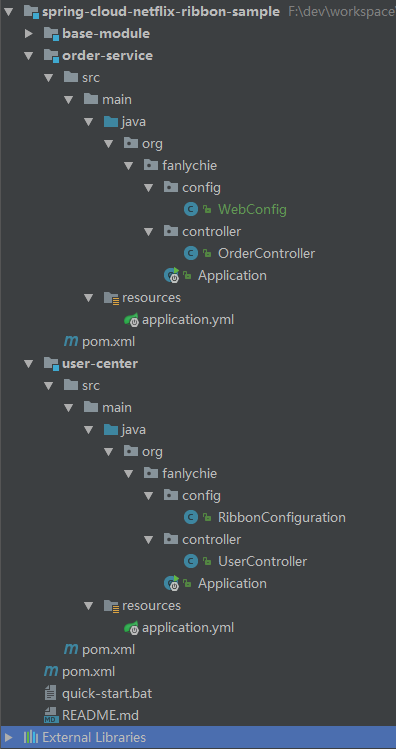 spring-cloud-netflix-ribbon-sample F:\dev\workspace\
base-module
order-service
src
main
java
org
fanlychie
config
WebConfig
controller
OrderController
Application
resources
application.yml
pom.xml
user-center
src
main
java
org
fanlychie
config
RibbonConfiguration
controller
UserController
Application
resources
application.yml
pom.xml
pom.xml
quick-start.bat
README.md
External Libraries